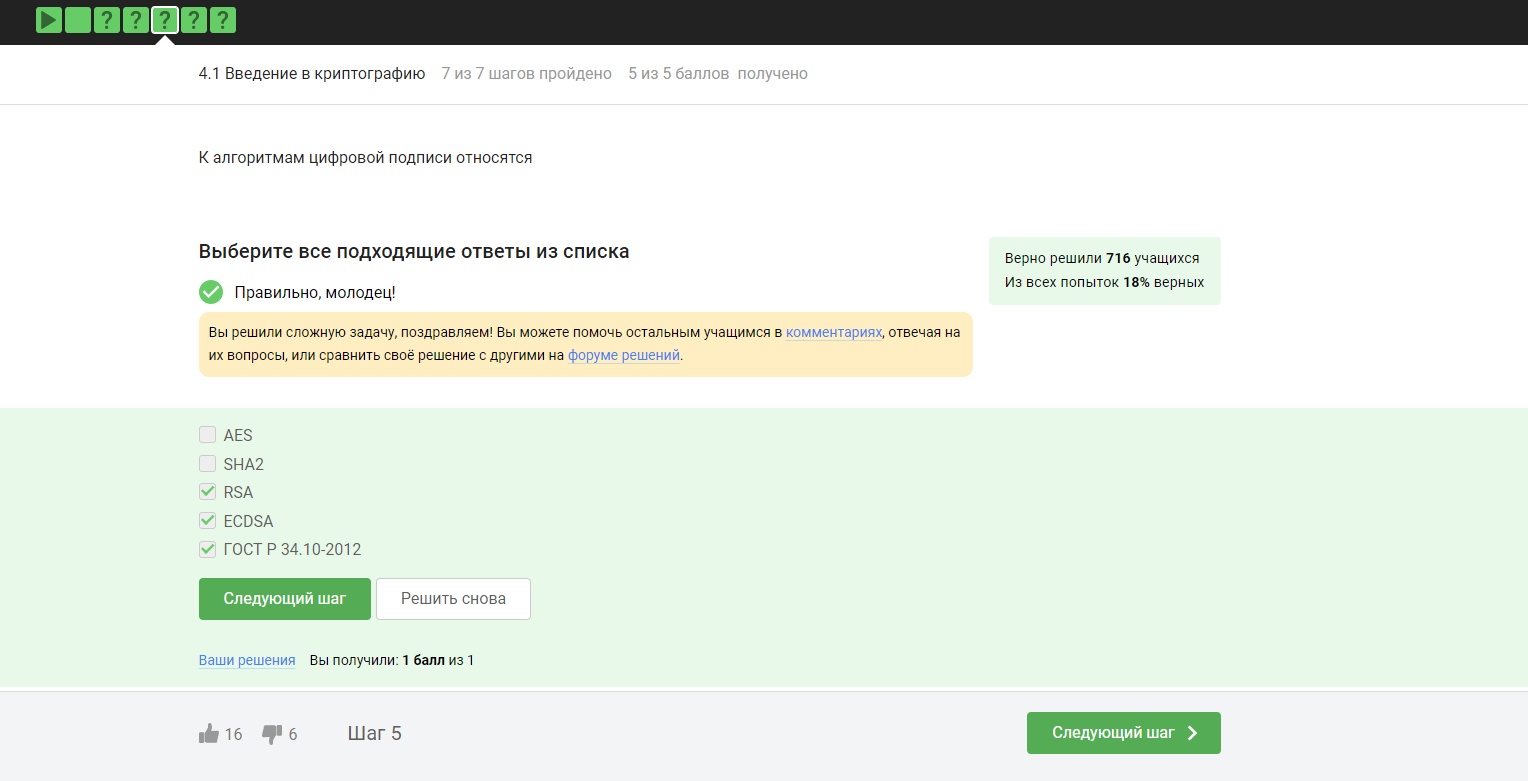 ? ? ? ? ?
4.1 Введение в криптографию 7 из 7 шагов пройдено 5 из 5 баллов получено
К алгоритмам цифровой подписи относятся
Выберите все подходящие ответы из списка
Правильно, молодец!
Вы решили сложную задачу, поздравляем! Вы можете помочь остальным учащимся в комментариях, отвечая на
их вопросы, или сравнить своё решение с другими на форуме решений.
Верно решили 716 учащихся
Из всех попыток 18% верных
AES
SHA2
RSA
ECDSA
ГОСТ Р 34.10-2012
Следующий шаг Решить снова
Ваши решения Вы получили: 1 балл из 1
16 6 Шаг 5 Следующий шаг